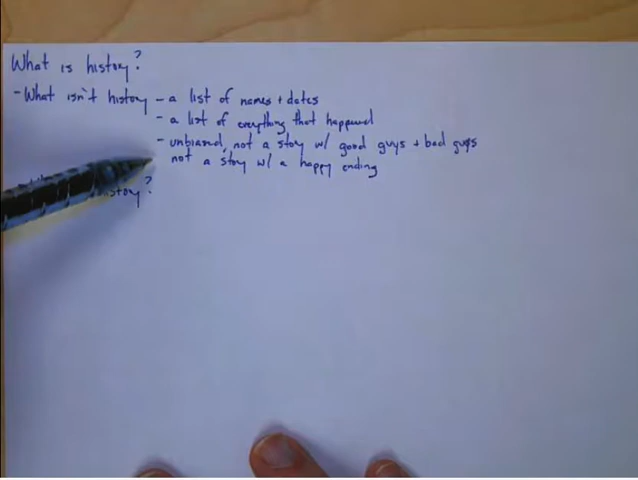 What is history?
- What isn't history - a list of names + dates
- a list of everything that happened
- unbiased, not a story w/ good guys + bad guys
not a story w/ a happy ending
history?